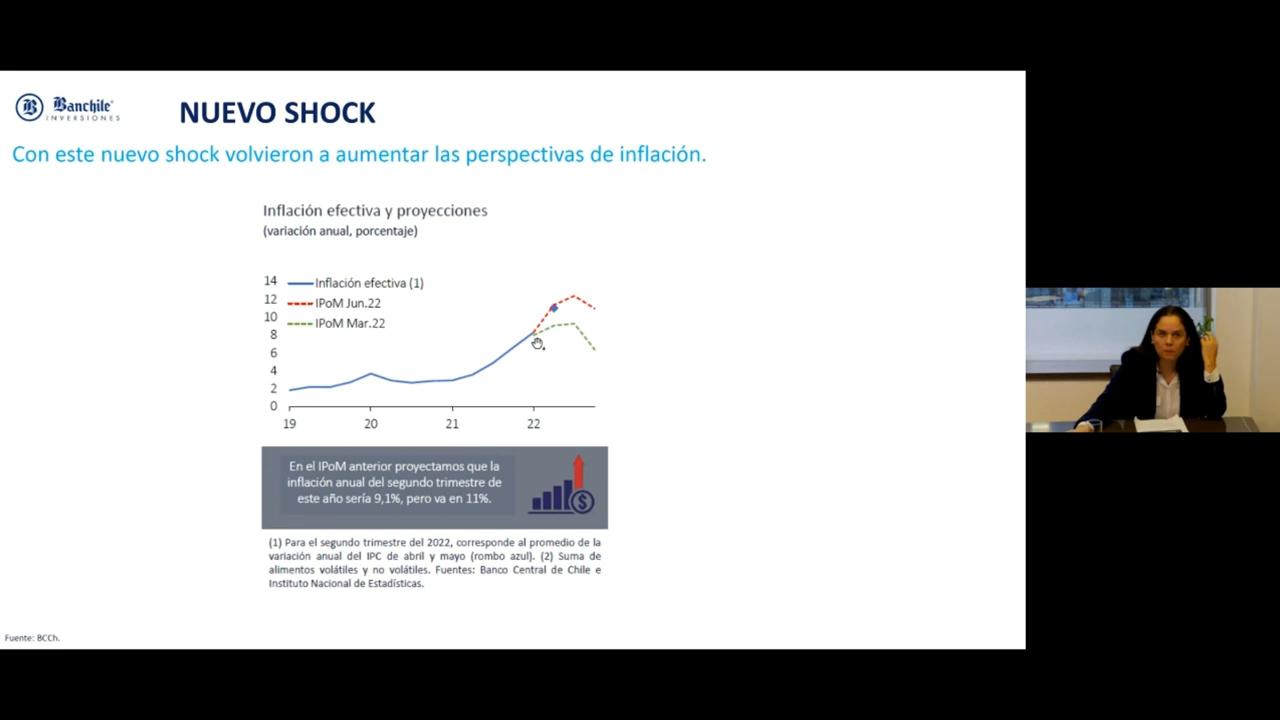 Banchile
INVERSIONES
NUEVO SHOCK
Con este nuevo shock volvieron a aumentar las perspectivas de inflación.
Inflación efectiva y proyecciones
(variación anual, porcentaje)
14
12
10
8
6
4
2
0
Inflación efectiva (1)
IPoM Jun.22
IPoM Mar.22
19 20 21 22
En el IPoM anterior proyectamos que la
inflación anual del segundo trimestre de
este año sería 9,1%, pero va en 11%.
$
(1) Para el segundo trimestre del 2022, corresponde al promedio de la
variación anual del IPC de abril y mayo (rombo azul). (2) Suma de
alimentos volátiles y no volátiles. Fuentes: Banco Central de Chile e
Instituto Nacional de Estadísticas.
Fuente: BCCh.